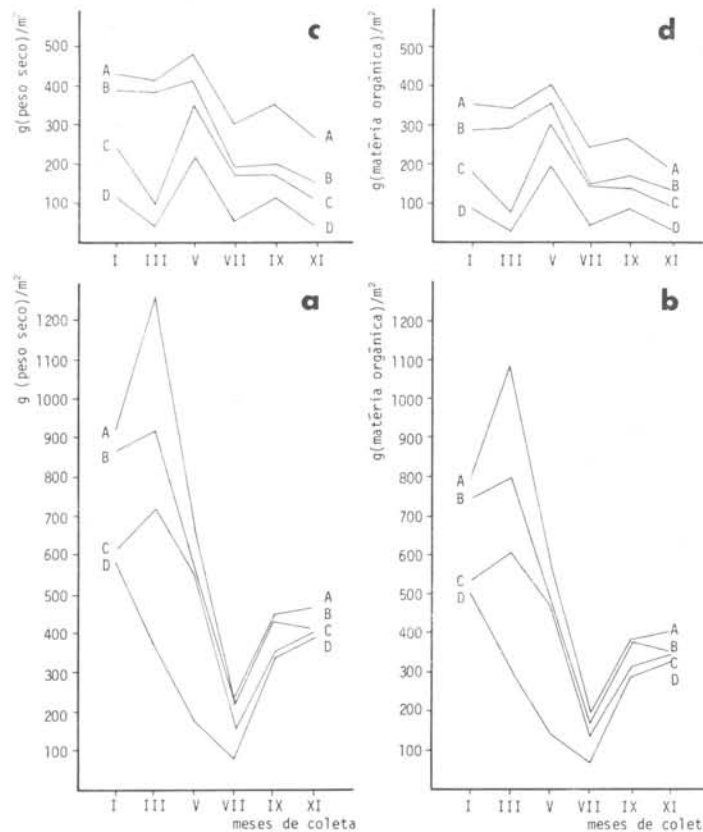 c
g(peso seco)/m²
500
400
300
200
100
A
B
C
D
A
B
C
D
I III V VII IX XI
d
g(matéria orgânica)/m²
500
400
300
200
100
A
B
C
D
A
B
C
D
I III V VII IX XI
a
g (peso seco)/m²
1200
1100
1000
900
800
700
600
500
400
300
200
100
A
B
C
D
A
B
C
D
I III V VII IX XI
meses de coleta
b
g(matéria orgânica)/m²
1200
1100
1000
900
800
700
600
500
400
300
200
100
A
B
C
D
A
B
C
D
I III V VII IX XI
meses de coleta